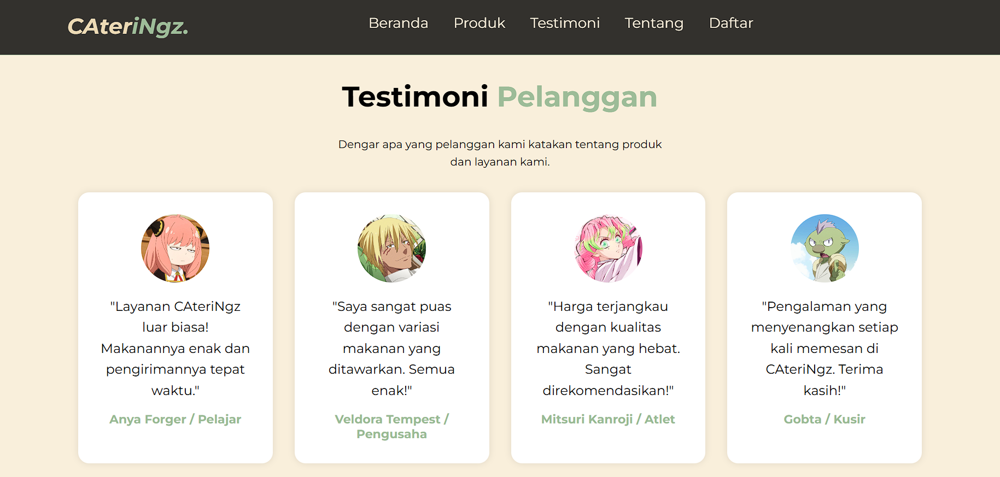 CAteriNgz.
Beranda Produk Testimoni Tentang Daftar
Testimoni Pelanggan
Dengar apa yang pelanggan kami katakan tentang produk
dan layanan kami.
"Layanan CAteriNgz
luar biasa!
Makanannya enak dan
pengirimannya tepat
waktu."
Anya Forger / Pelajar
"Saya sangat puas
dengan variasi
makanan yang
ditawarkan. Semua
enak!"
Veldora Tempest /
Pengusaha
"Harga terjangkau
dengan kualitas
makanan yang hebat.
Sangat
direkomendasikan!"
Mitsuri Kanroji / Atlet
"Pengalaman yang
menyenangkan setiap
kali memesan di
CAteriNgz. Terima
kasih!"
Gobta / Kusir